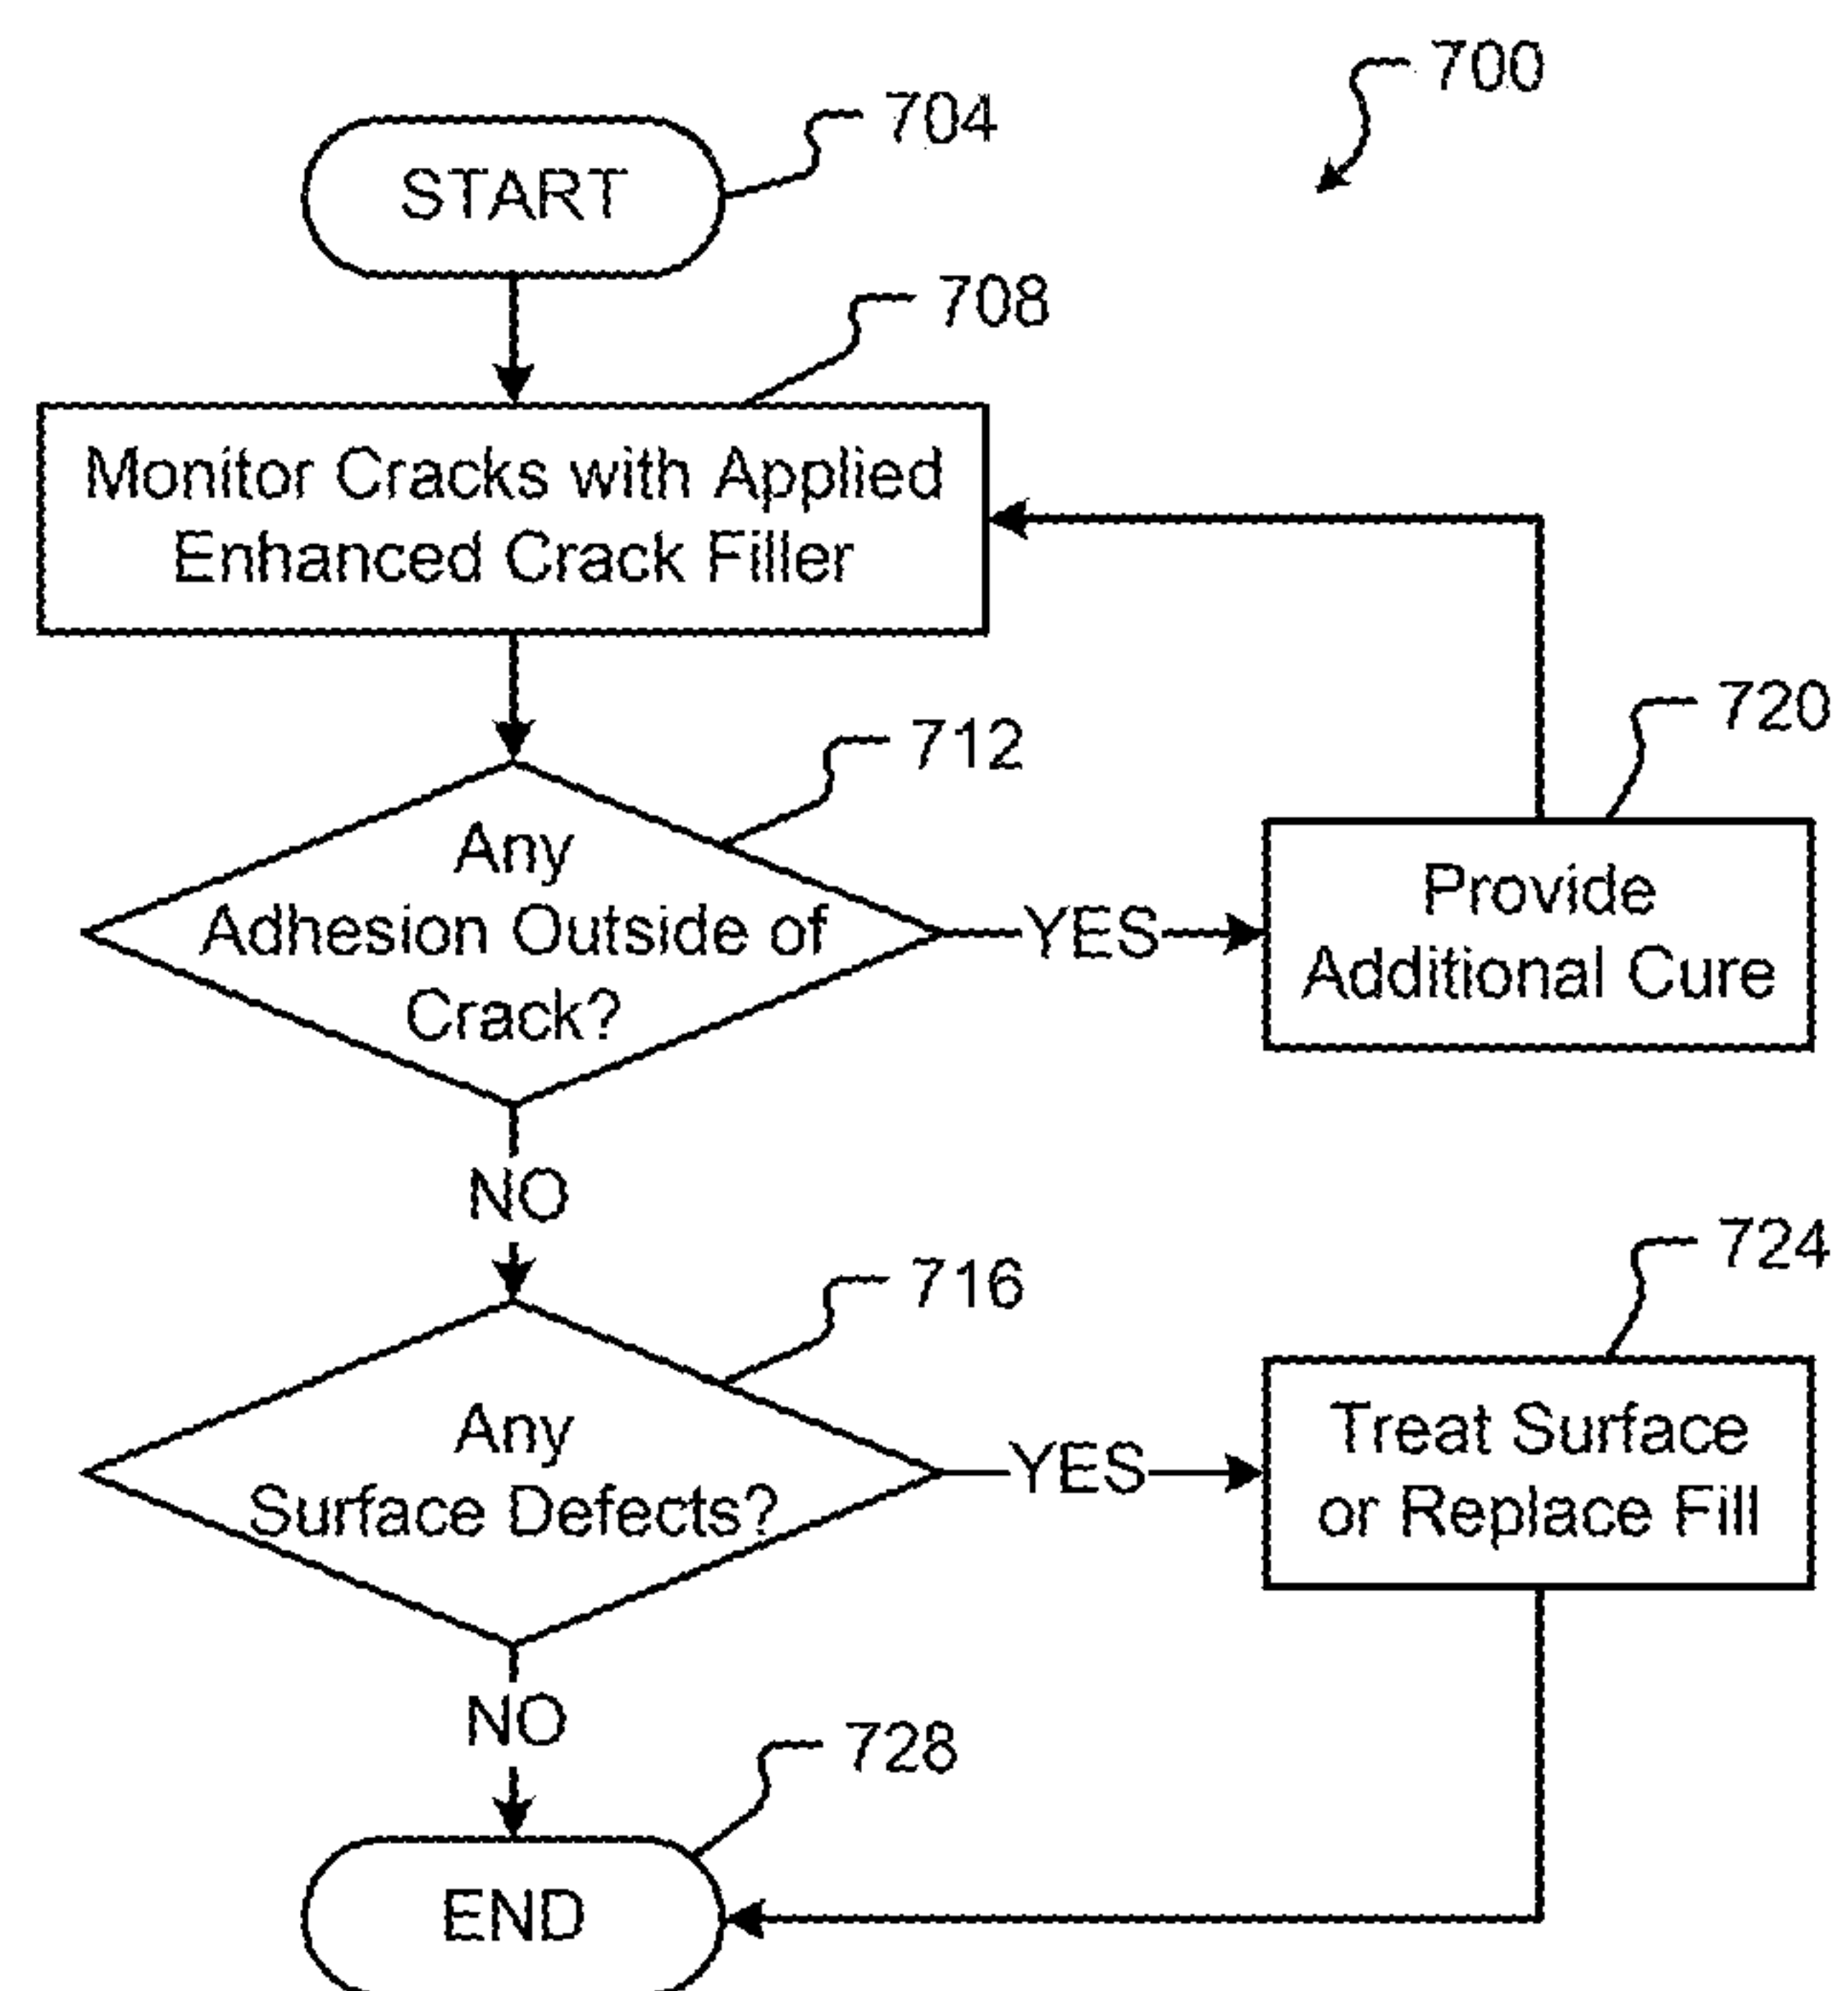 700
704
START
708
Monitor Cracks with Applied
Enhanced Crack Filler
712
720
Any
Adhesion Outside of
Crack?
YES
Provide
Additional Cure
NO
716
724
Any
Surface Defects?
YES
Treat Surface
or Replace Fill
NO
728
END